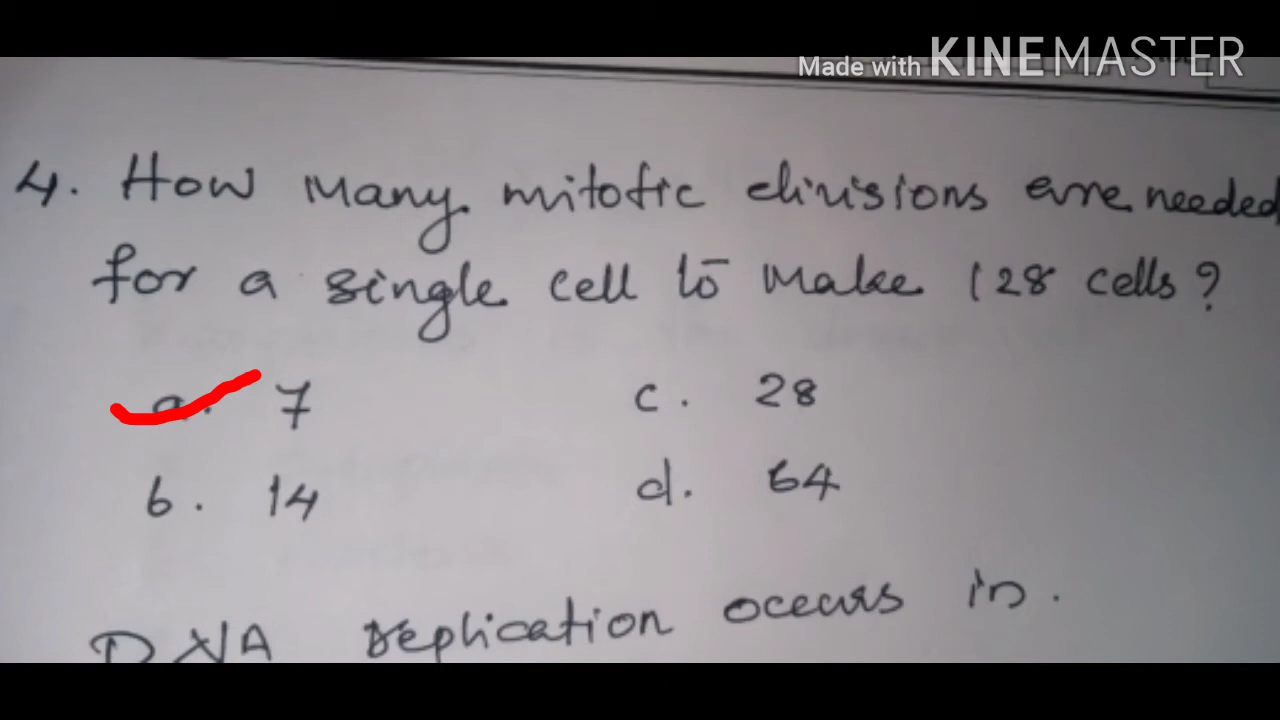 Made with KINEMASTER
4. How many mitotic divisions are needed
for a single cell to make 128 cells?
a. 7 c. 28
b. 14 d. 64
DNA replication occurs in.